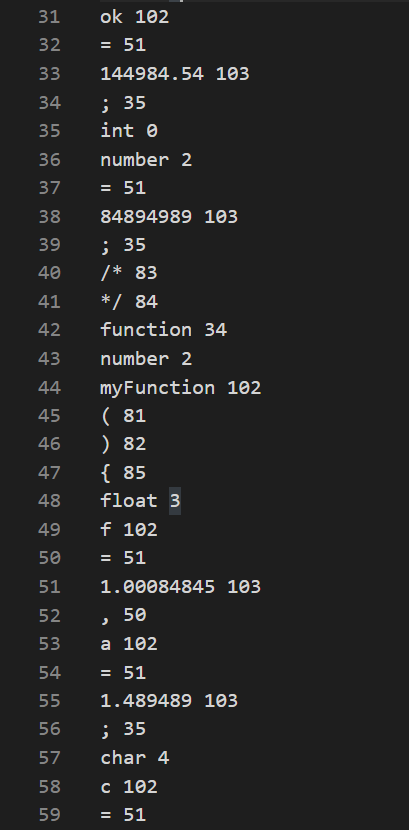 31 ok 102
32 = 51
33 144984.54 103
34 ; 35
35 int 0
36 number 2
37 = 51
38 84894989 103
39 ; 35
40 /* 83
41 */ 84
42 function 34
43 number 2
44 myFunction 102
45 ( 81
46 ) 82
47 { 85
48 float 3
49 f 102
50 = 51
51 1.00084845 103
52 , 50
53 a 102
54 = 51
55 1.489489 103
56 ; 35
57 char 4
58 c 102
59 = 51